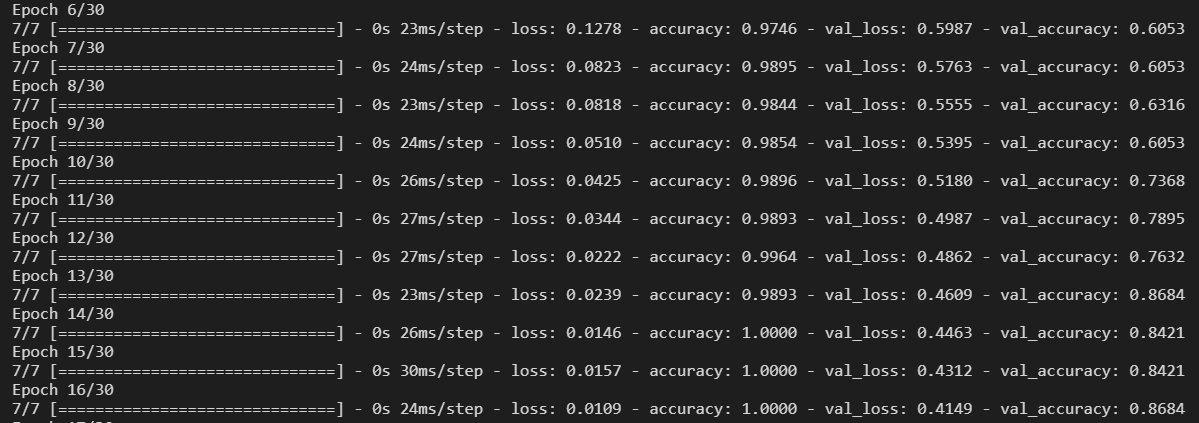 Epoch 6/30
7/7 [==============================] - 0s 23ms/step - loss: 0.1278 - accuracy: 0.9746 - val_loss: 0.5987 - val_accuracy: 0.6053
Epoch 7/30
7/7 [==============================] - 0s 24ms/step - loss: 0.0823 - accuracy: 0.9895 - val_loss: 0.5763 - val_accuracy: 0.6053
Epoch 8/30
7/7 [==============================] - 0s 23ms/step - loss: 0.0818 - accuracy: 0.9844 - val_loss: 0.5555 - val_accuracy: 0.6316
Epoch 9/30
7/7 [==============================] - 0s 24ms/step - loss: 0.0510 - accuracy: 0.9854 - val_loss: 0.5395 - val_accuracy: 0.6053
Epoch 10/30
7/7 [==============================] - 0s 26ms/step - loss: 0.0425 - accuracy: 0.9896 - val_loss: 0.5180 - val_accuracy: 0.7368
Epoch 11/30
7/7 [==============================] - 0s 27ms/step - loss: 0.0344 - accuracy: 0.9893 - val_loss: 0.4987 - val_accuracy: 0.7895
Epoch 12/30
7/7 [==============================] - 0s 27ms/step - loss: 0.0222 - accuracy: 0.9964 - val_loss: 0.4862 - val_accuracy: 0.7632
Epoch 13/30
7/7 [==============================] - 0s 23ms/step - loss: 0.0239 - accuracy: 0.9893 - val_loss: 0.4609 - val_accuracy: 0.8684
Epoch 14/30
7/7 [==============================] - 0s 26ms/step - loss: 0.0146 - accuracy: 1.0000 - val_loss: 0.4463 - val_accuracy: 0.8421
Epoch 15/30
7/7 [==============================] - 0s 30ms/step - loss: 0.0157 - accuracy: 1.0000 - val_loss: 0.4312 - val_accuracy: 0.8421
Epoch 16/30
7/7 [==============================] - 0s 24ms/step - loss: 0.0109 - accuracy: 1.0000 - val_loss: 0.4149 - val_accuracy: 0.8684